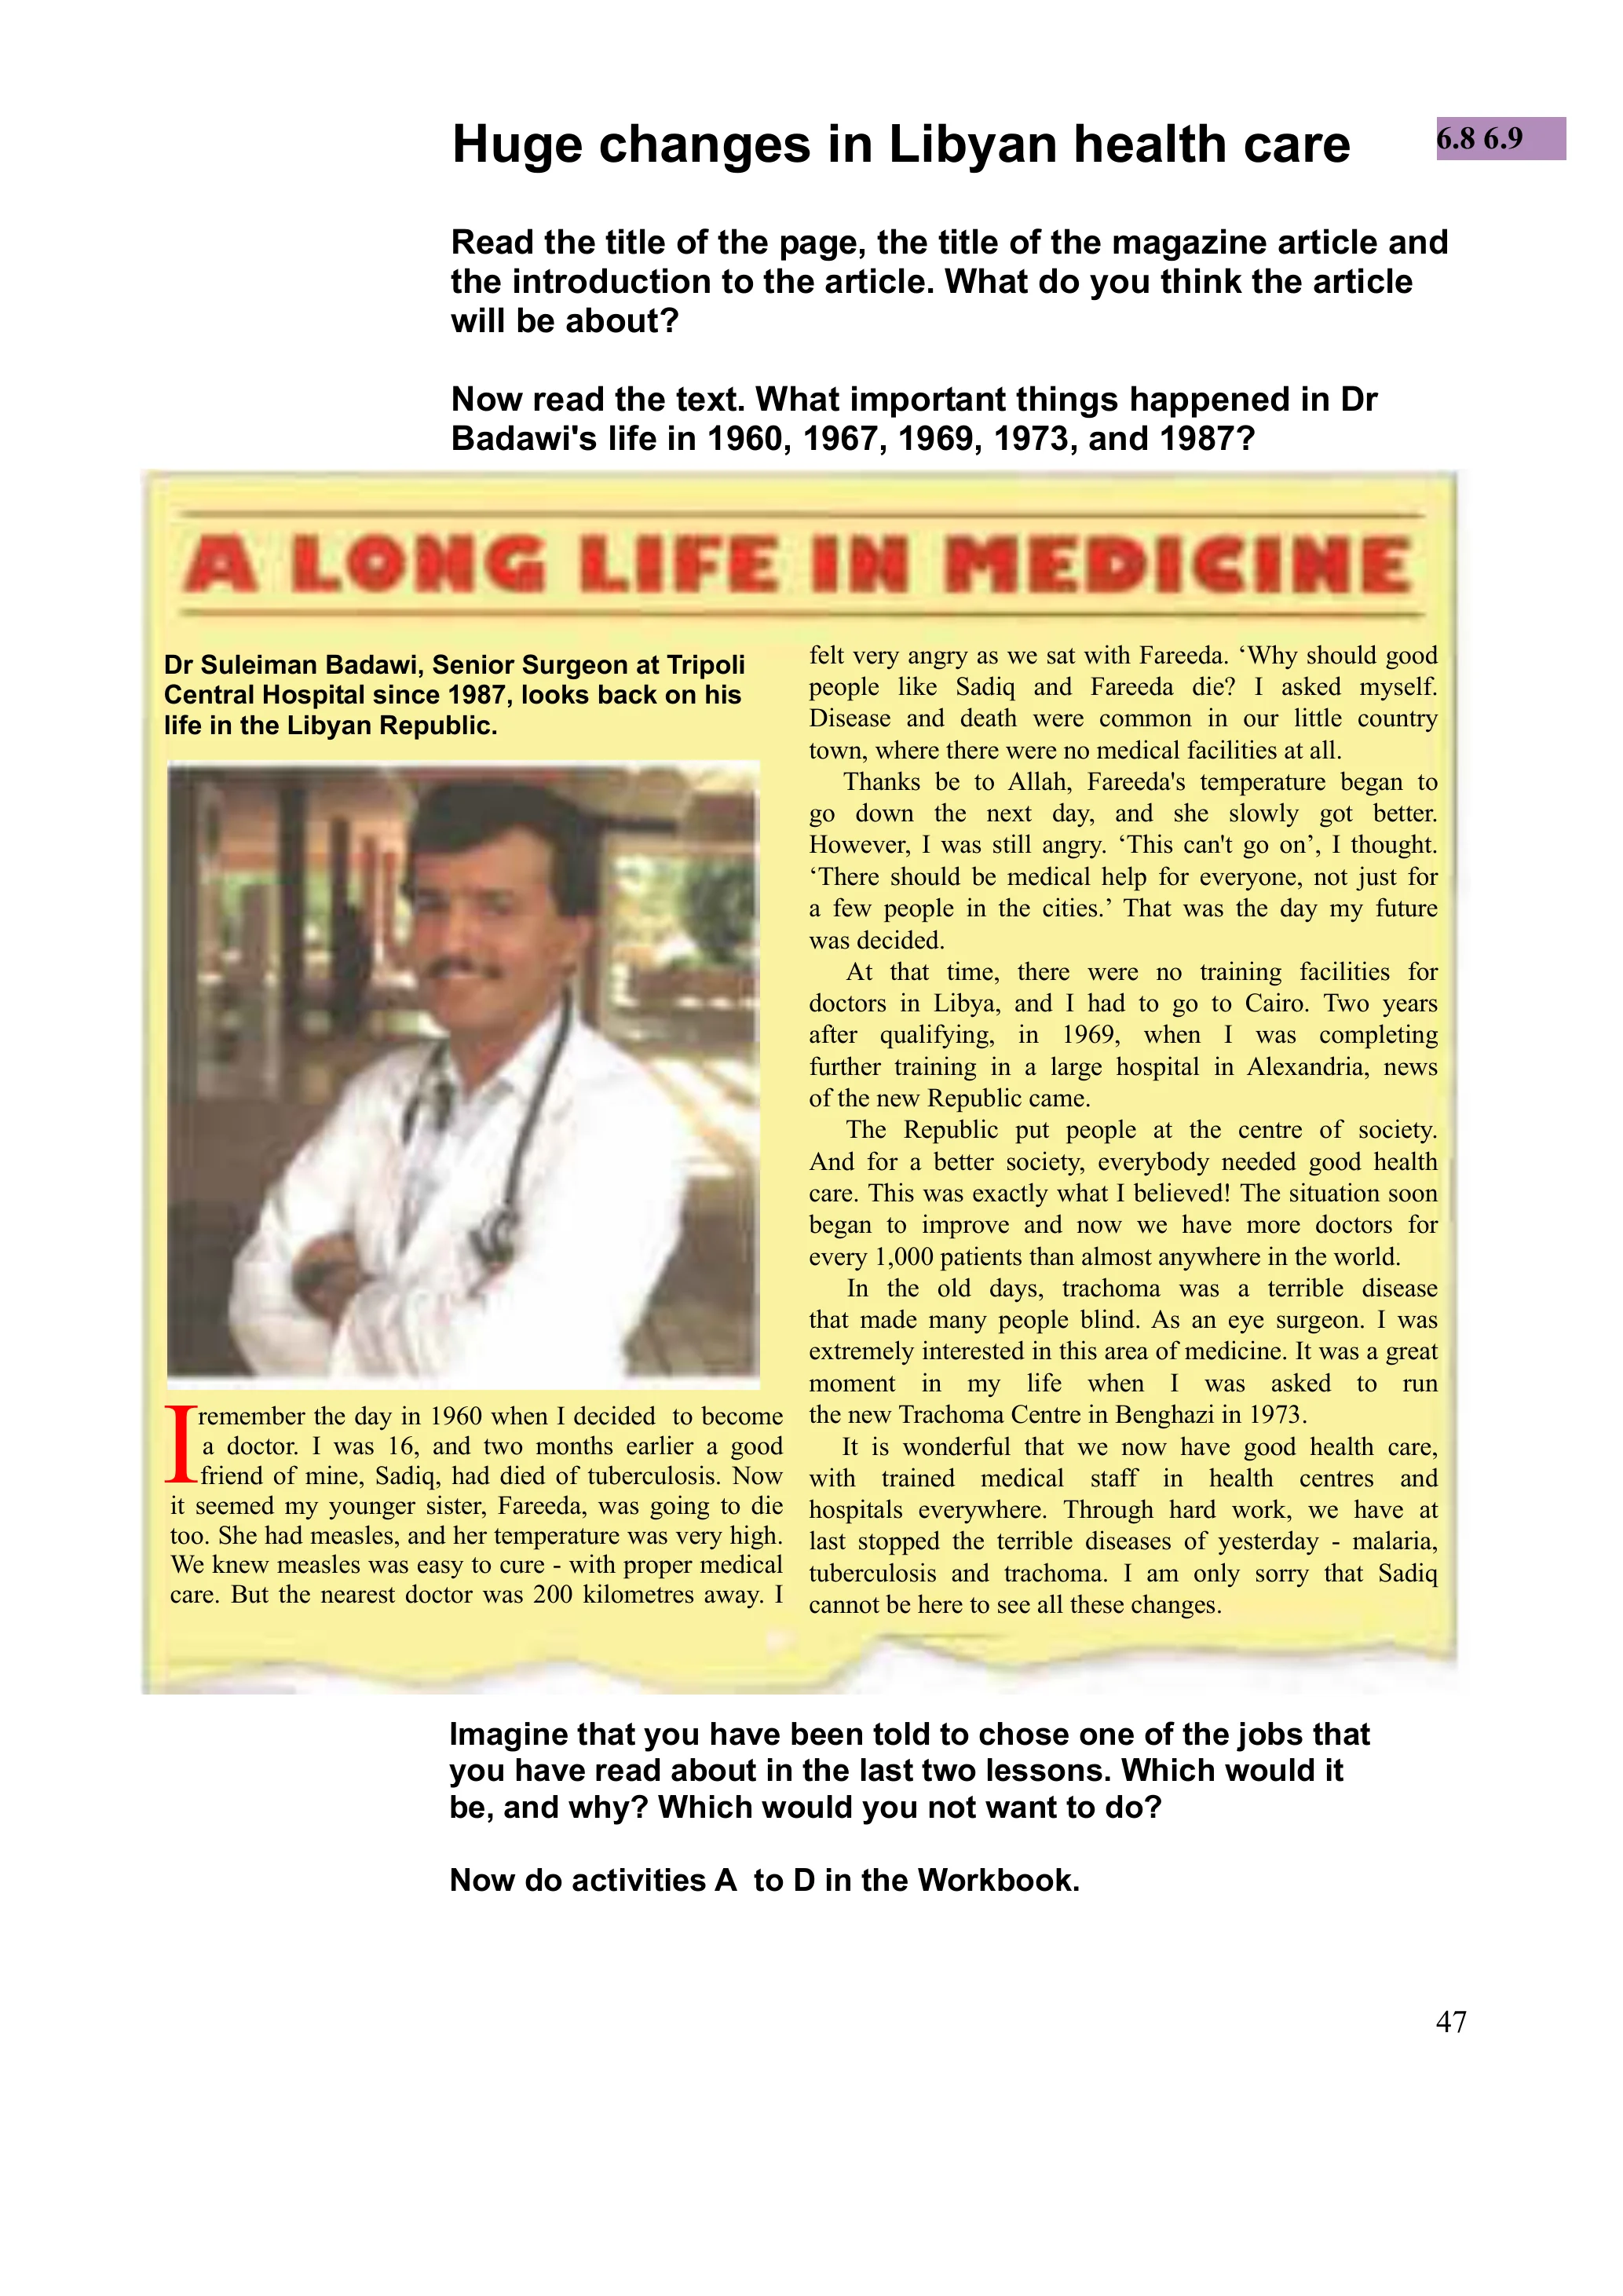 Huge changes in Libyan health care
6.8 6.9
Read the title of the page, the title of the magazine article and
the introduction to the article. What do you think the article
will be about?
Now read the text. What important things happened in Dr
Badawi's life in 1960, 1967, 1969, 1973, and 1987?
A LONG LIFE IN MEDICINE
Dr Suleiman Badawi, Senior Surgeon at Tripoli
Central Hospital since 1987, looks back on his
life in the Libyan Republic.
I remember the day in 1960 when I decided to become
a doctor. I was 16, and two months earlier a good
friend of mine, Sadiq, had died of tuberculosis. Now
it seemed my younger sister, Fareeda, was going to die
too. She had measles, and her temperature was very high.
We knew measles was easy to cure - with proper medical
care. But the nearest doctor was 200 kilometres away. I
felt very angry as we sat with Fareeda. ‘Why should good
people like Sadiq and Fareeda die? I asked myself.
Disease and death were common in our little country
town, where there were no medical facilities at all.
Thanks be to Allah, Fareeda's temperature began to
go down the next day, and she slowly got better.
However, I was still angry. ‘This can't go on’, I thought.
‘There should be medical help for everyone, not just for
a few people in the cities.’ That was the day my future
was decided.
At that time, there were no training facilities for
doctors in Libya, and I had to go to Cairo. Two years
after qualifying, in 1969, when I was completing
further training in a large hospital in Alexandria, news
of the new Republic came.
The Republic put people at the centre of society.
And for a better society, everybody needed good health
care. This was exactly what I believed! The situation soon
began to improve and now we have more doctors for
every 1,000 patients than almost anywhere in the world.
In the old days, trachoma was a terrible disease
that made many people blind. As an eye surgeon. I was
extremely interested in this area of medicine. It was a great
moment in my life when I was asked to run
the new Trachoma Centre in Benghazi in 1973.
It is wonderful that we now have good health care,
with trained medical staff in health centres and
hospitals everywhere. Through hard work, we have at
last stopped the terrible diseases of yesterday - malaria,
tuberculosis and trachoma. I am only sorry that Sadiq
cannot be here to see all these changes.
Imagine that you have been told to chose one of the jobs that
you have read about in the last two lessons. Which would it
be, and why? Which would you not want to do?
Now do activities A to D in the Workbook.
47